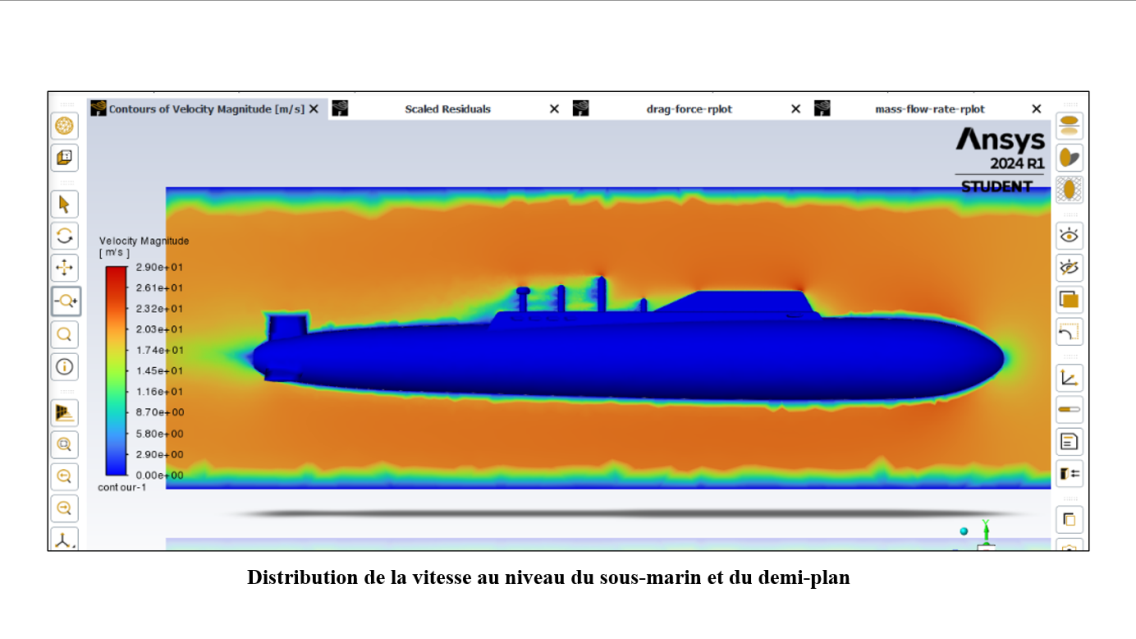 Contours of Velocity Magnitude [m/s]
Scaled Residuals
drag-force-rplot
mass-flow-rate-rplot
Ansys
2024 R1
STUDENT
Velocity Magnitude
[ m/s ]
2.90e+01
2.61e+01
2.32e+01
2.03e+01
1.74e+01
1.45e+01
1.16e+01
8.70e+00
5.80e+00
2.90e+00
0.00e+00
contour-1
Y
Distribution de la vitesse au niveau du sous-marin et du demi-plan